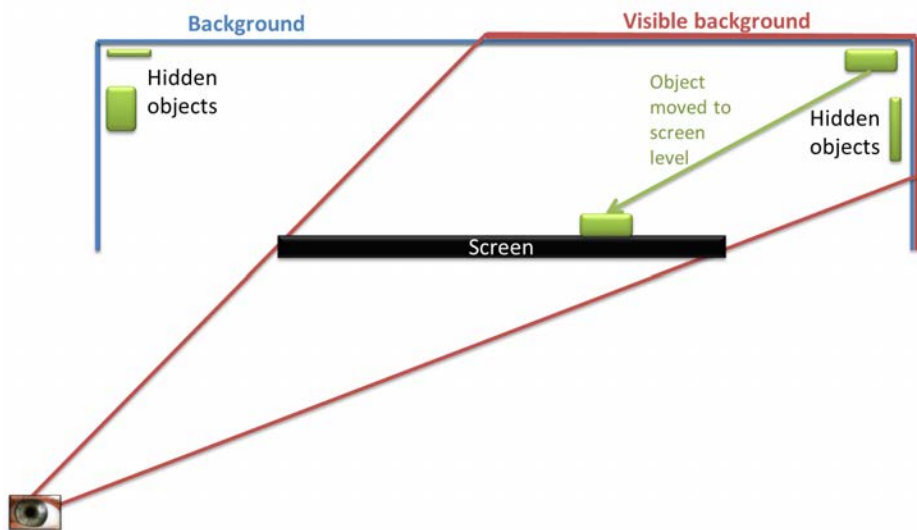 Background
Visible background
Hidden
objects
Object
moved to
screen
level
Hidden
objects
Screen